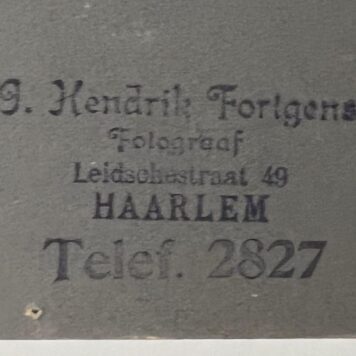 J. Hendrik Fortgens
Fotograaf
Leidschestraat 49
HAARLEM
Telef. 2827